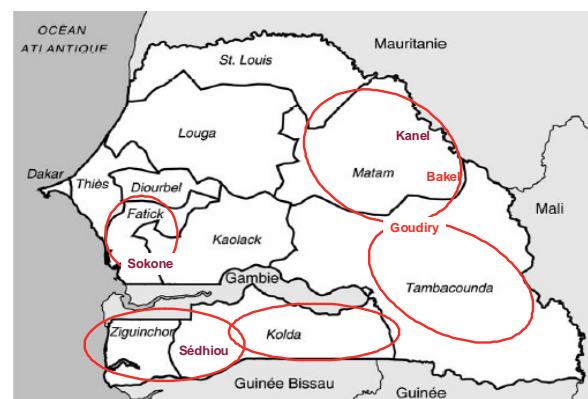 OCÉAN
ATLANTIQUE
Mauritanie
St. Louis
Louga
Kanel
Matam
Bakel
Dakar
Thiès
Diourbel
Mali
Fatick
Goudiry
Kaolack
Sokone
Gambie
Tambacounda
Ziguinchor
Kolda
Sédhiou
Guinée Bissau
Guinée